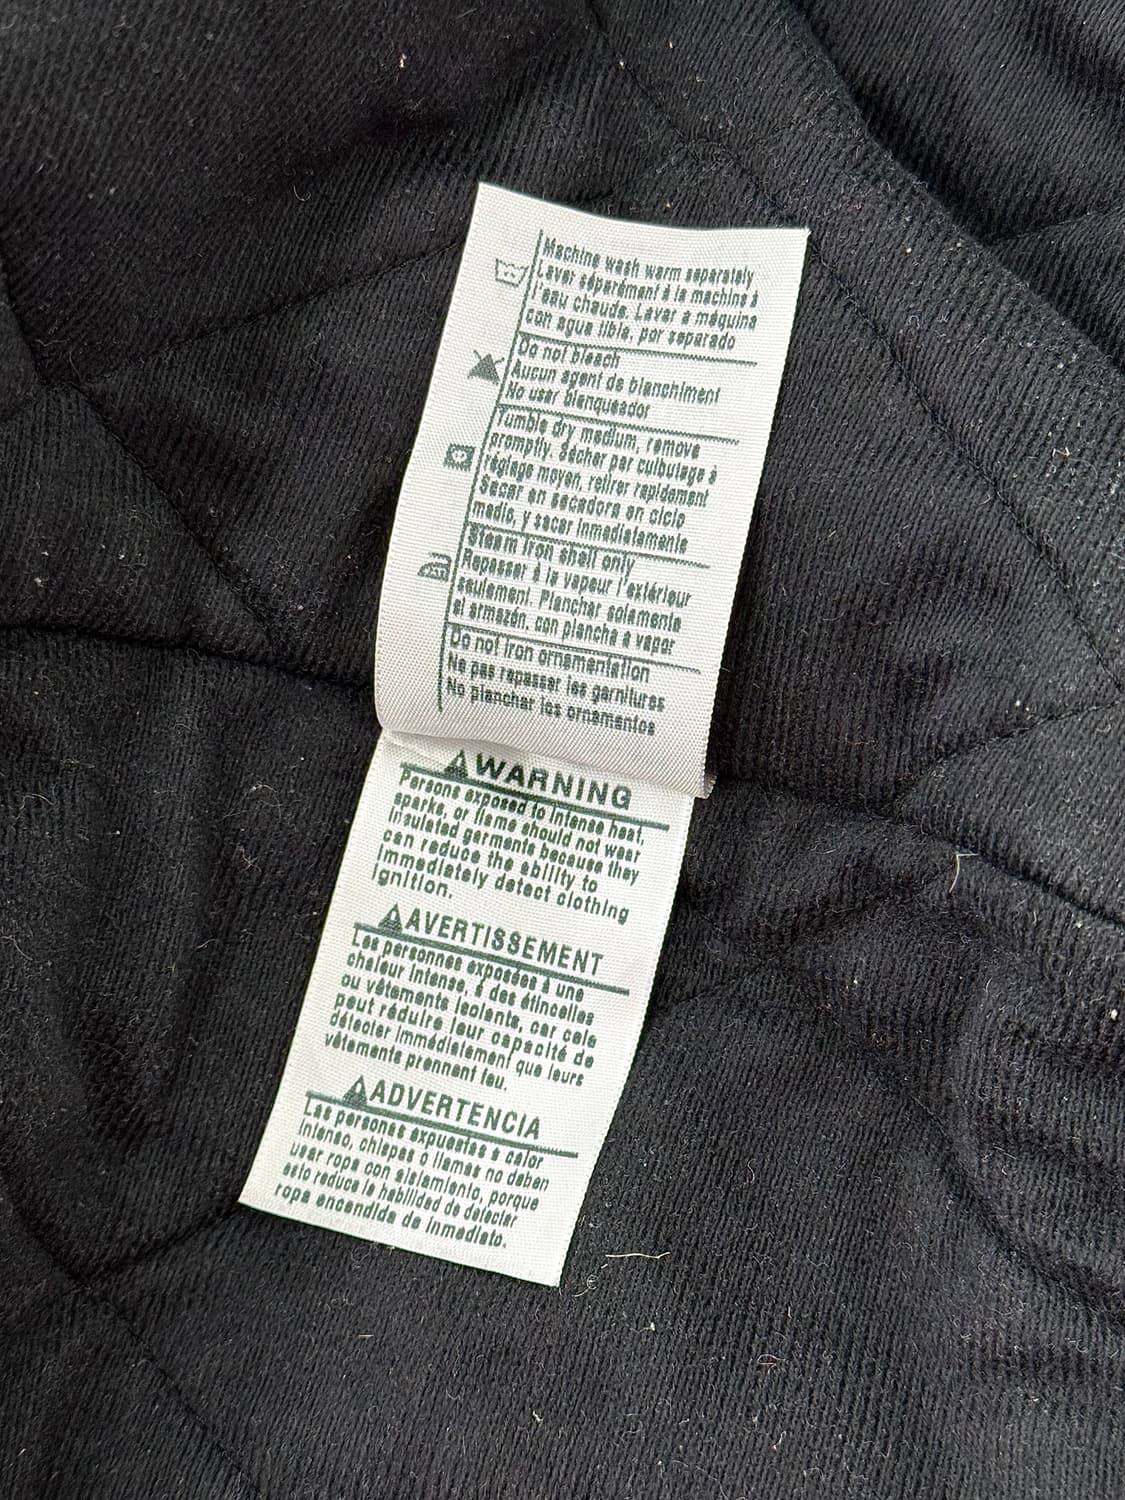 Machine wash warm separately
Laver séparément à la machine à
l'eau chaude. Lavar a máquina
con agua tibia, por separado
Do not bleach
Aucun agent de blanchiment
No usar blanqueador
Tumble dry medium, remove
promptly. Sécher par culbutage à
réglage moyen, retirer rapidement
Secar en secadora en ciclo
medio, y sacar inmediatamente
Steam iron shell only
Repasser à la vapeur l'extérieur
seulement. Planchar solamente
el armazón, con plancha a vapor
Do not iron ornamentation
Ne pas repasser les garnitures
No planchar los ornamentos
WARNING
Persons exposed to intense heat,
sparks, or flame should not wear
insulated garments because they
can reduce the ability to
immediately detect clothing
ignition.
AVERTISSEMENT
Les personnes exposées à une
chaleur intense, à des étincelles
ou vêtements isolants, car cela
peut réduire leur capacité de
détecter immédiatement que leurs
vêtements prennent feu.
ADVERTENCIA
Las personas expuestas a calor
intenso, chispas o llamas no deben
usar ropa con aislamiento, porque
esto reduce la habilidad de detectar
ropa encendida de inmediato.